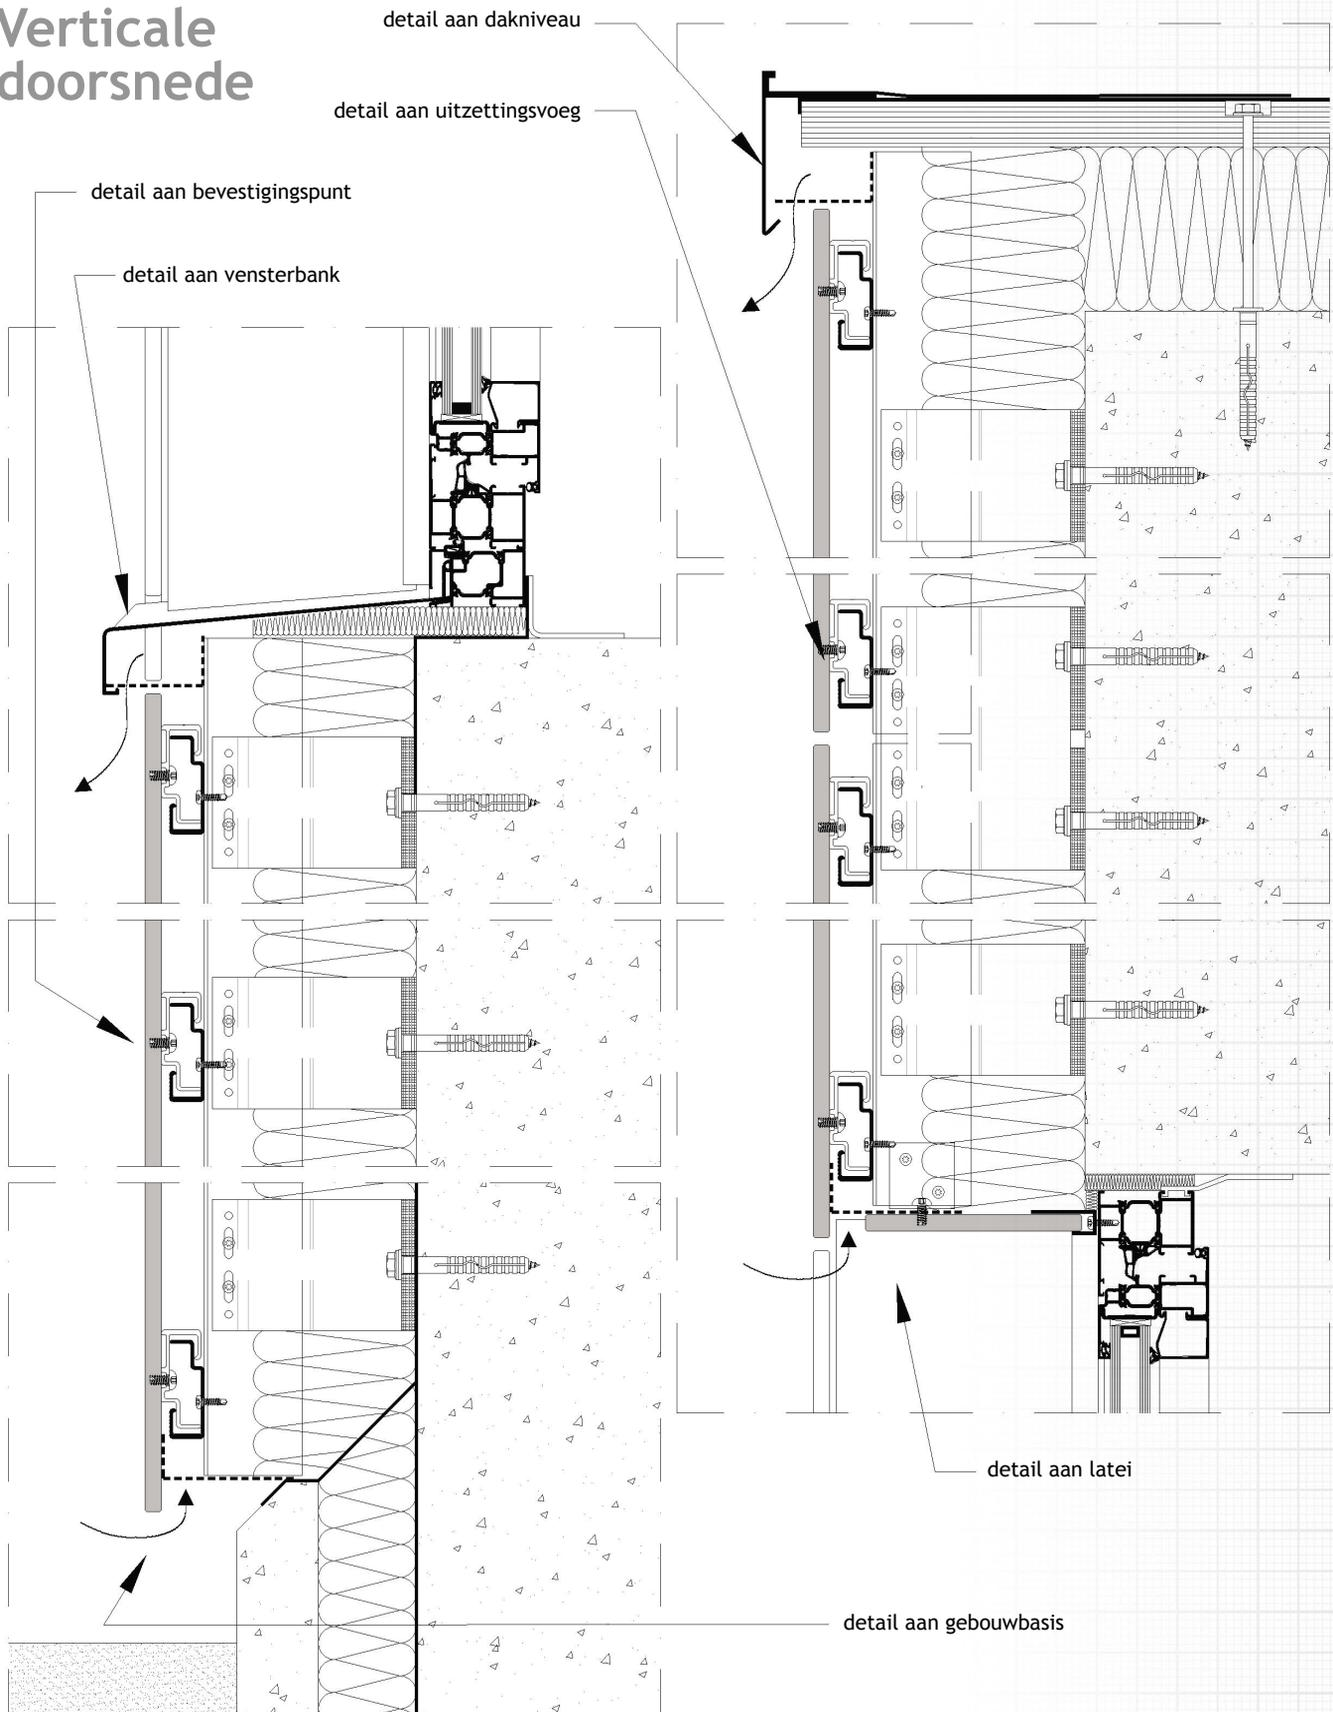 Verticale
doorsnede
detail aan dakniveau
detail aan uitzettingsvoeg
detail aan bevestigingspunt
detail aan vensterbank
detail aan latei
detail aan gebouwbasis